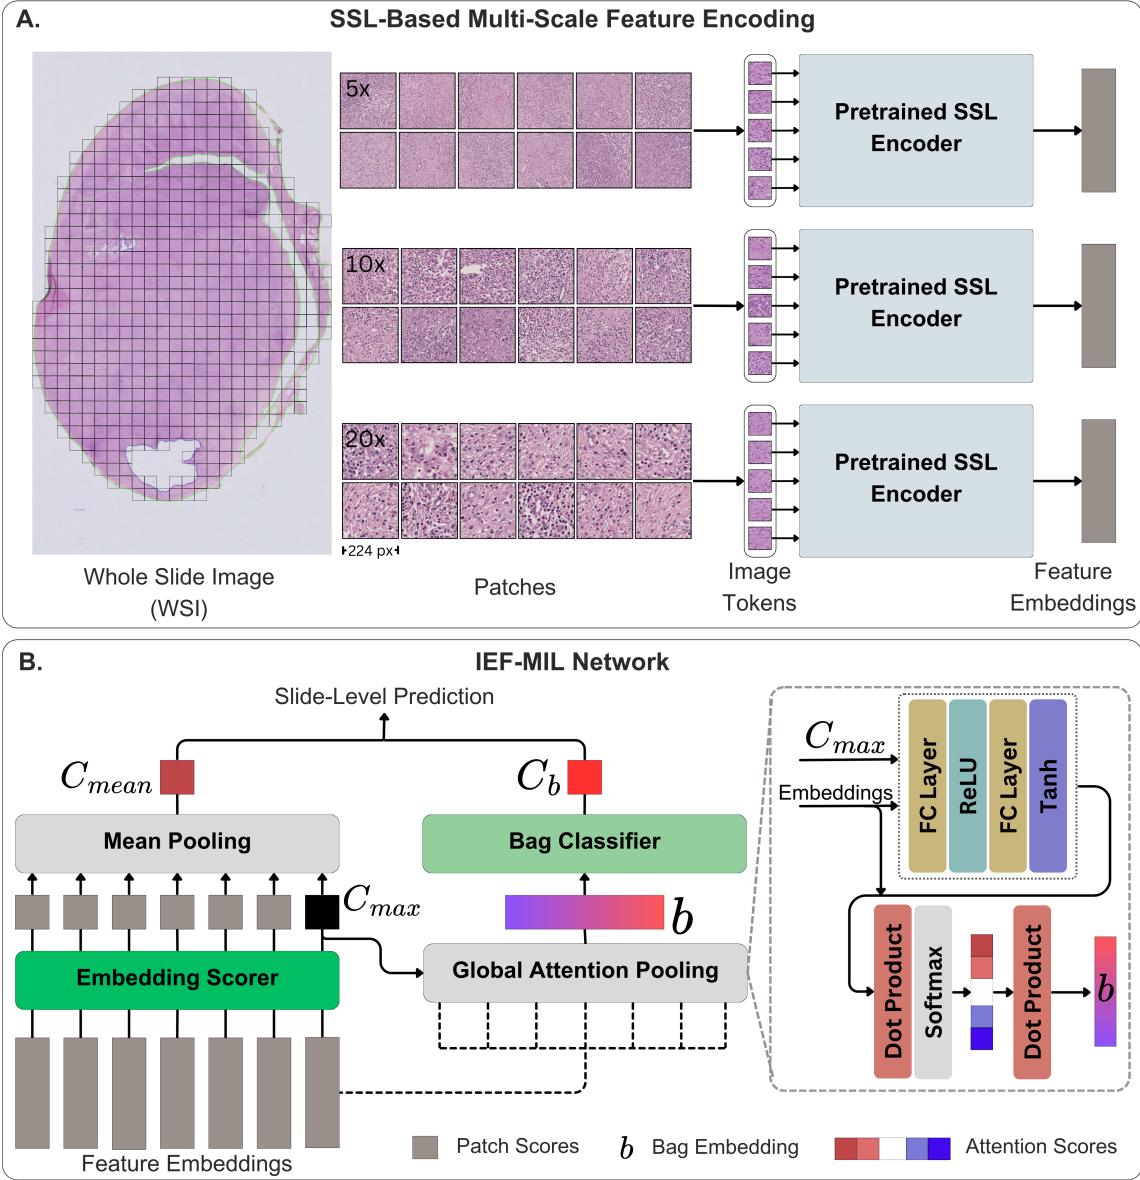 A.
SSL-Based Multi-Scale Feature Encoding
5x
Pretrained SSL
Encoder
10x
Pretrained SSL
Encoder
20x
Pretrained SSL
Encoder
224 px
Whole Slide Image
(WSI)
Patches
Image
Tokens
Feature
Embeddings
B.
IEF-MIL Network
Slide-Level Prediction
C_mean
C_b
Mean Pooling
Bag Classifier
C_max
b
Embedding Scorer
Global Attention Pooling
Feature Embeddings
C_max
Embeddings
FC Layer
ReLU
FC Layer
Tanh
Dot Product
Softmax
Dot Product
b
Patch Scores
b Bag Embedding
Attention Scores